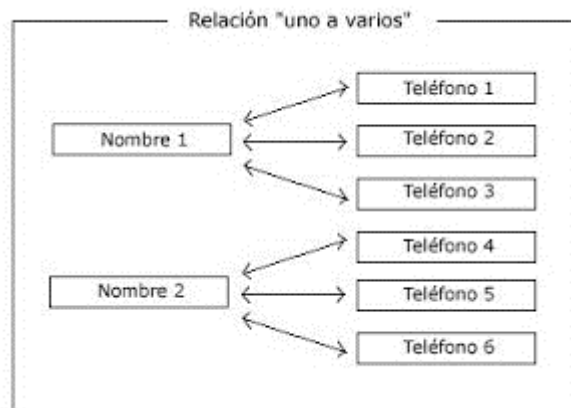 Relación "uno a varios"
Teléfono 1
Nombre 1
Teléfono 2
Teléfono 3
Teléfono 4
Nombre 2
Teléfono 5
Teléfono 6